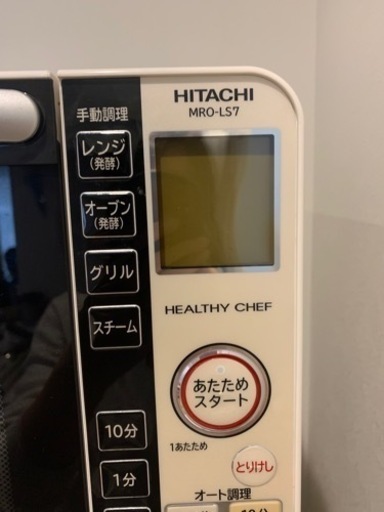 HITACHI
MRO-LS7
手動調理
レンジ
(発酵)
オーブン
(発酵)
グリル
スチーム
HEALTHY CHEF
あたため
スタート
1あたため
10分
1分
とりけし
オート調理